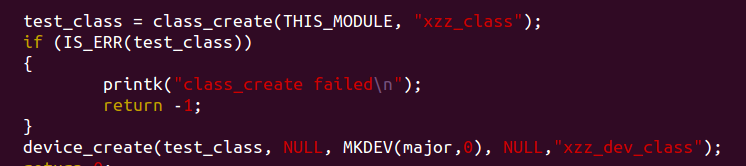 test_class = class_create(THIS_MODULE, "xzz_class");
if (IS_ERR(test_class))
{
        printk("class_create failed\n");
        return -1;
}
device_create(test_class, NULL, MKDEV(major,0), NULL,"xzz_dev_class");